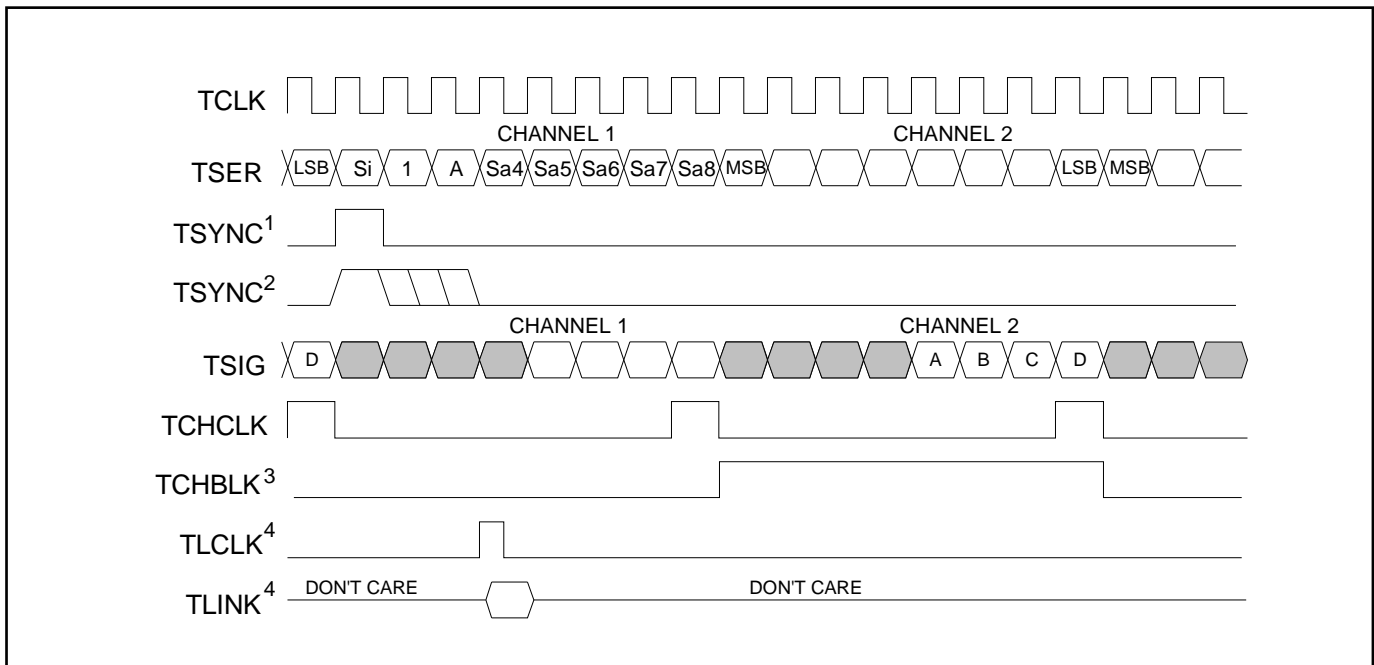 TCLK
CHANNEL 1 CHANNEL 2
TSER LSB Si 1 A Sa4 Sa5 Sa6 Sa7 Sa8 MSB LSB MSB
TSYNC1
TSYNC2
CHANNEL 1 CHANNEL 2
TSIG D A B C D
TCHCLK
TCHBLK3
TLCLK4
TLINK4 DON'T CARE DON'T CARE